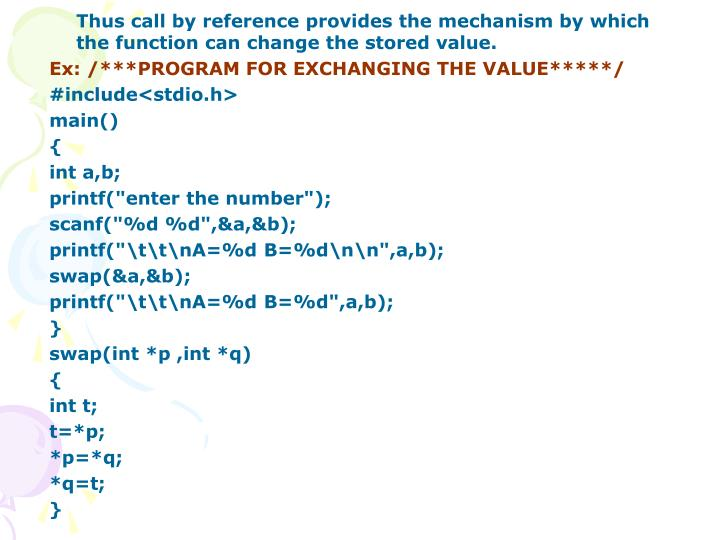 Thus call by reference provides the mechanism by which
the function can change the stored value.
Ex: /***PROGRAM FOR EXCHANGING THE VALUE*****/
#include<stdio.h>
main()
{
int a,b;
printf("enter the number");
scanf("%d %d",&a,&b);
printf("\t\t\nA=%d B=%d\n\n",a,b);
swap(&a,&b);
printf("\t\t\nA=%d B=%d",a,b);
}
swap(int *p ,int *q)
{
int t;
t=*p;
*p=*q;
*q=t;
}